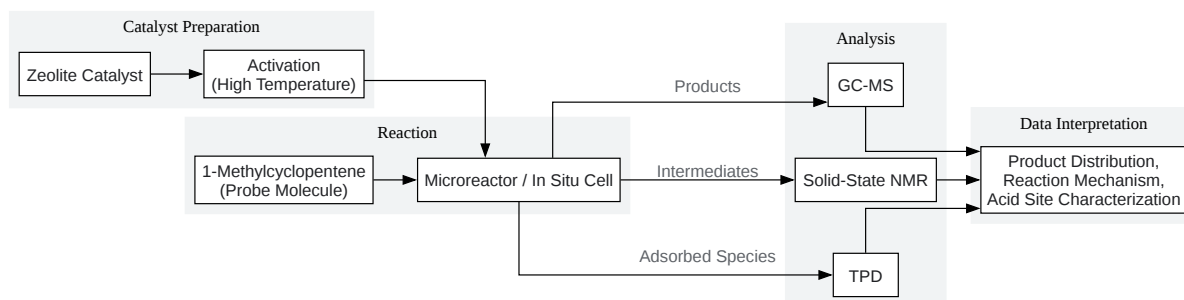 Catalyst Preparation
Zeolite Catalyst
Activation
(High Temperature)
Reaction
1-Methylcyclopentene
(Probe Molecule)
Microreactor / In Situ Cell
Products
Intermediates
Adsorbed Species
Analysis
GC-MS
Solid-State NMR
TPD
Data Interpretation
Product Distribution,
Reaction Mechanism,
Acid Site Characterization